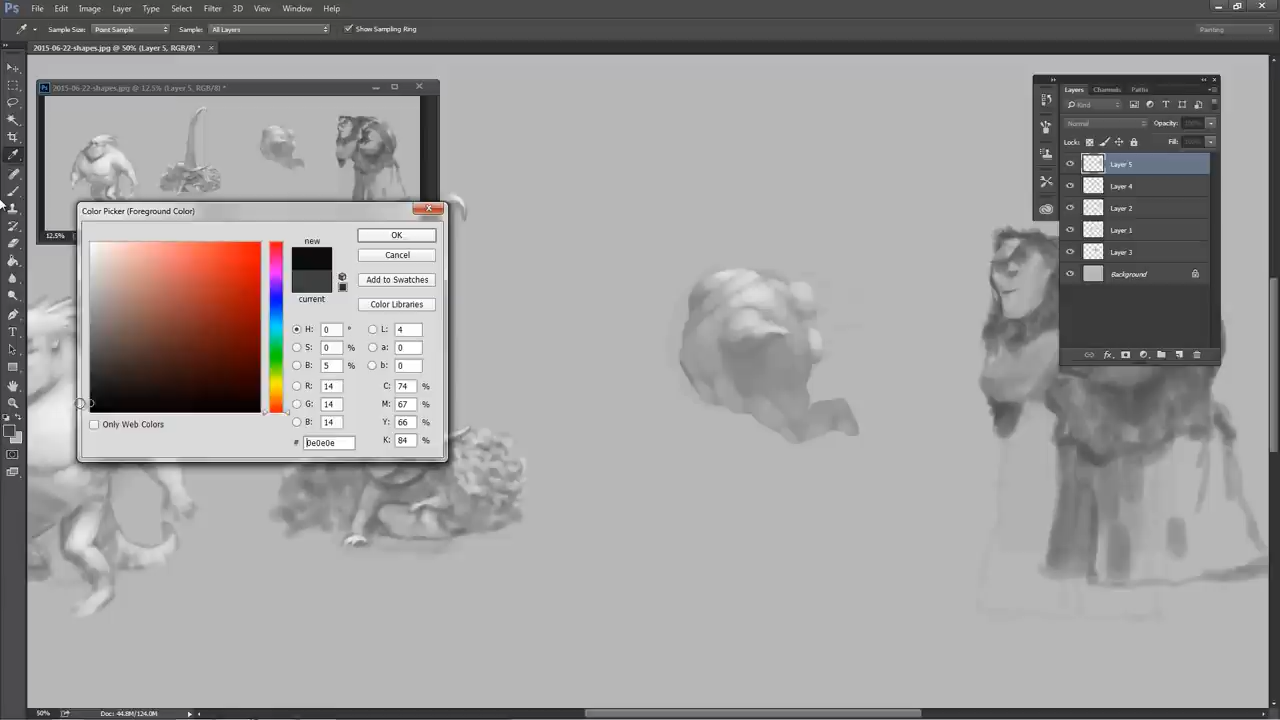 Ps File Edit Image Layer Type Select Filter 3D View Window Help
Sample Size: Point Sample Sample: All Layers Show Sampling Ring Painting
2015-06-22-shapes.jpg @ 50% (Layer 5, RGB/8) * ×
Ps 2015-06-22-shapes.jpg @ 12.5% (Layer 5, RGB/8) *
12.5%
Color Picker (Foreground Color)
new
current
OK
Cancel
Add to Swatches
Color Libraries
H: 0 ° L: 4
S: 0 % a: 0
B: 5 % b: 0
R: 14 C: 74 %
G: 14 M: 67 %
B: 14 Y: 66 %
# 0e0e0e K: 84 %
Only Web Colors
Layers Channels Paths
Kind
Normal Opacity:
Lock: Fill:
Layer 5
Layer 4
Layer 2
Layer 1
Layer 3
Background
fx
50% Doc: 44.8M/124.0M